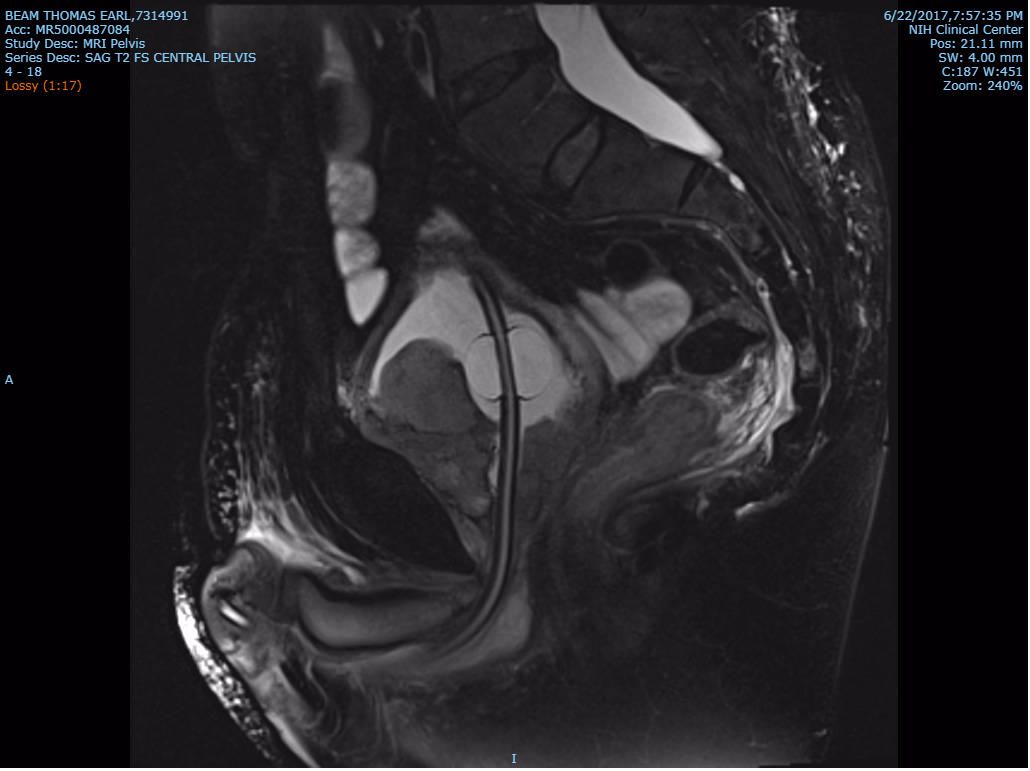 BEAM THOMAS EARL,7314991
Acc: MR5000487084
Study Desc: MRI Pelvis
Series Desc: SAG T2 FS CENTRAL PELVIS
4 - 18
Lossy (1:17)
6/22/2017,7:57:35 PM
NIH Clinical Center
Pos: 21.11 mm
SW: 4.00 mm
C:187 W:451
Zoom: 240%
A
I